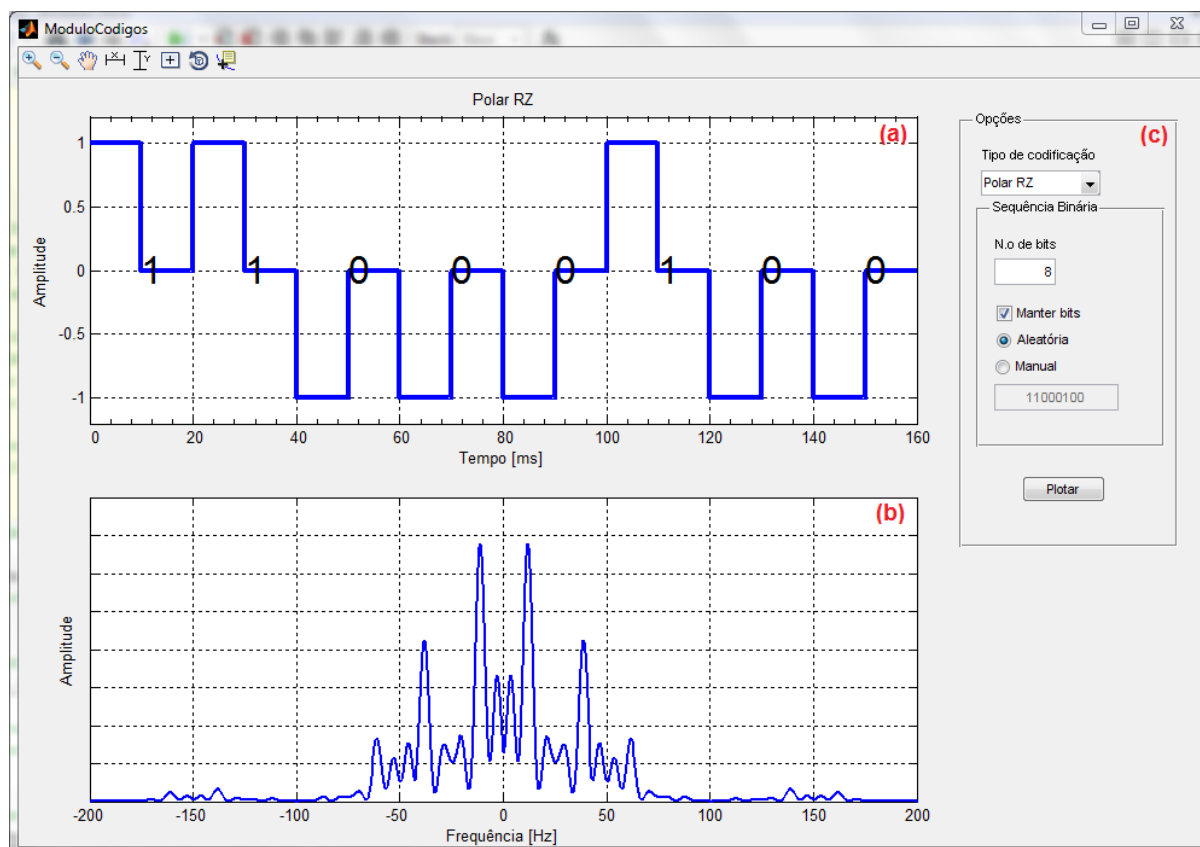 ModuloCodigos
Polar RZ
(a)
1
0.5
0
-0.5
-1
Amplitude
1 1 0 0 0 1 0 0
0 20 40 60 80 100 120 140 160
Tempo [ms]
(b)
Amplitude
-200 -150 -100 -50 0 50 100 150 200
Frequência [Hz]
Opções
(c)
Tipo de codificação
Polar RZ
Sequência Binária
N.o de bits
8
Manter bits
Aleatória
Manual
11000100
Plotar